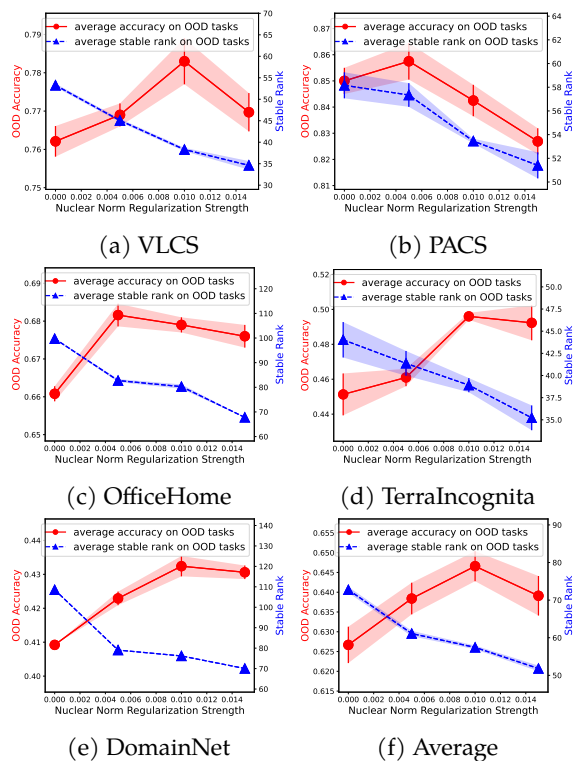 average accuracy on OOD tasks
average stable rank on OOD tasks
OOD Accuracy
0.79
0.78
0.77
0.76
0.75
Stable Rank
70
65
60
55
50
45
40
35
30
0.000 0.002 0.004 0.006 0.008 0.010 0.012 0.014
Nuclear Norm Regularization Strength
(a) VLCS
average accuracy on OOD tasks
average stable rank on OOD tasks
OOD Accuracy
0.87
0.86
0.85
0.84
0.83
0.82
0.81
Stable Rank
64
62
60
58
56
54
52
50
0.000 0.002 0.004 0.006 0.008 0.010 0.012 0.014
Nuclear Norm Regularization Strength
(b) PACS
average accuracy on OOD tasks
average stable rank on OOD tasks
OOD Accuracy
0.69
0.68
0.67
0.66
0.65
Stable Rank
120
110
100
90
80
70
60
0.000 0.002 0.004 0.006 0.008 0.010 0.012 0.014
Nuclear Norm Regularization Strength
(c) OfficeHome
average accuracy on OOD tasks
average stable rank on OOD tasks
OOD Accuracy
0.52
0.50
0.48
0.46
0.44
Stable Rank
50.0
45.0
40.0
39.0
35.0
0.000 0.002 0.004 0.006 0.008 0.010 0.012 0.014
Nuclear Norm Regularization Strength
(d) TerraIncognita
average accuracy on OOD tasks
average stable rank on OOD tasks
OOD Accuracy
0.44
0.43
0.42
0.41
0.40
Stable Rank
140
130
120
110
100
90
80
70
60
0.000 0.002 0.004 0.006 0.008 0.010 0.012 0.014
Nuclear Norm Regularization Strength
(e) DomainNet
average accuracy on OOD tasks
average stable rank on OOD tasks
OOD Accuracy
0.655
0.650
0.645
0.640
0.635
0.630
0.625
0.620
0.615
Stable Rank
90
80
70
60
50
0.000 0.002 0.004 0.006 0.008 0.010 0.012 0.014
Nuclear Norm Regularization Strength
(f) Average